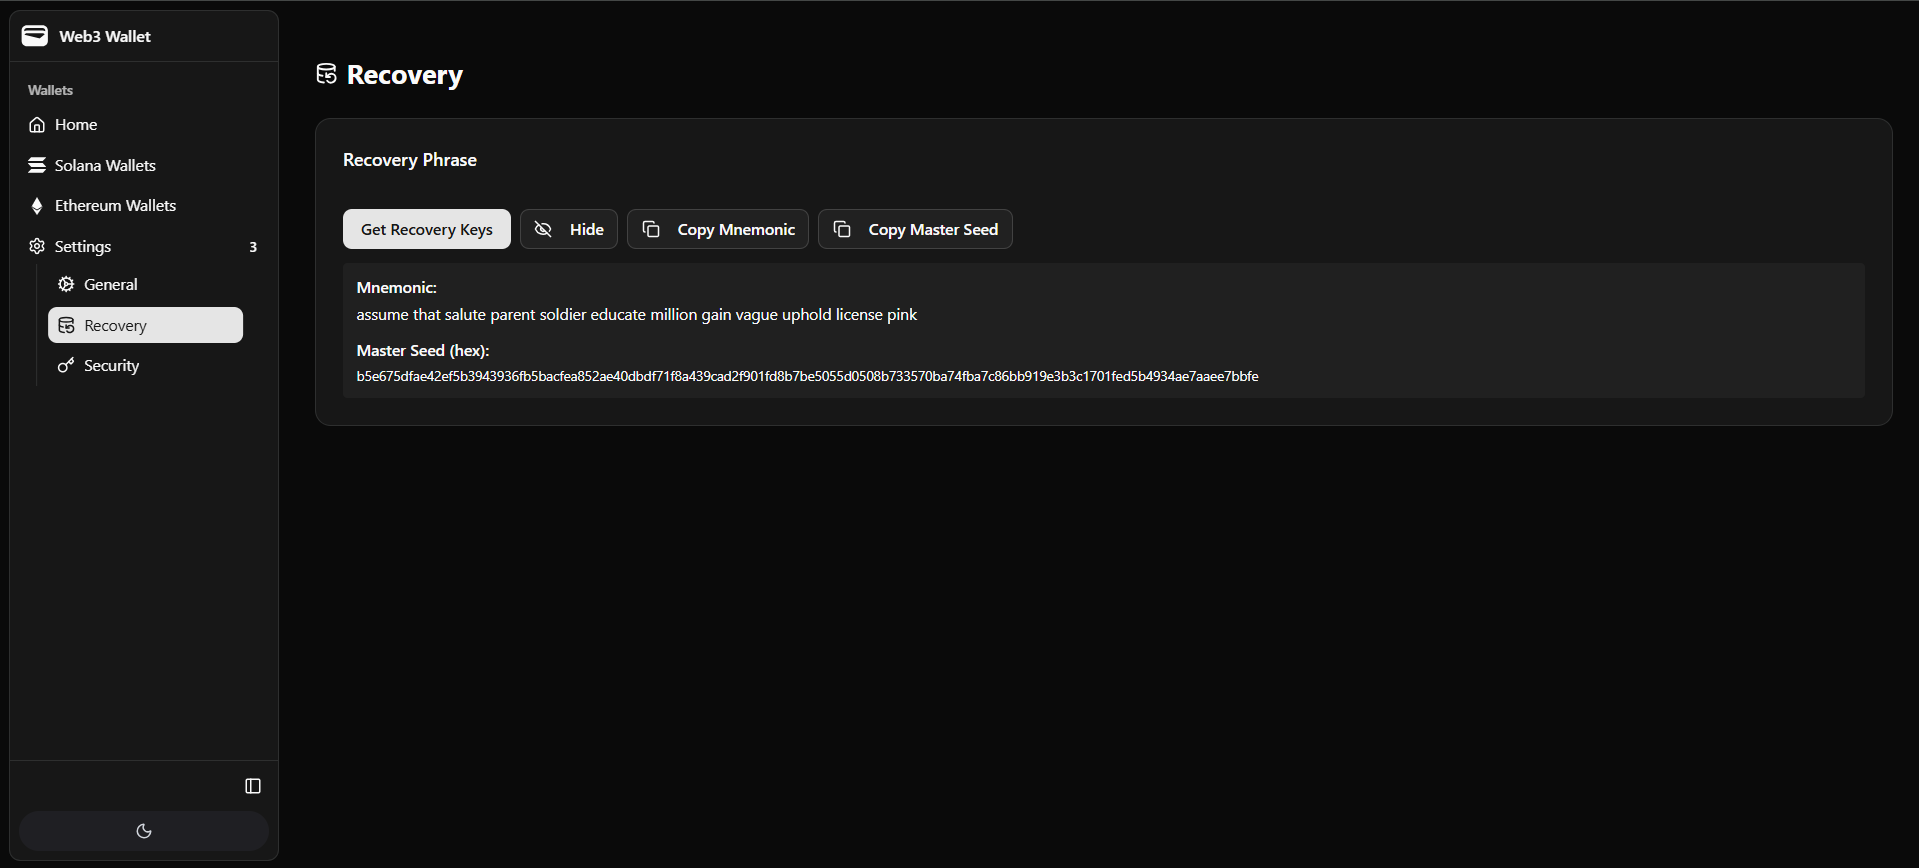 Web3 Wallet
Wallets
Home
Solana Wallets
Ethereum Wallets
Settings 3
General
Recovery
Security
Recovery
Recovery Phrase
Get Recovery Keys Hide Copy Mnemonic Copy Master Seed
Mnemonic:
assume that salute parent soldier educate million gain vague uphold license pink
Master Seed (hex):
b5e675dfae42ef5b3943936fb5bacfea852ae40dbdf71f8a439cad2f901fd8b7be5055d0508b733570ba74fba7c86bb919e3b3c1701fed5b4934ae7aaee7bbfe